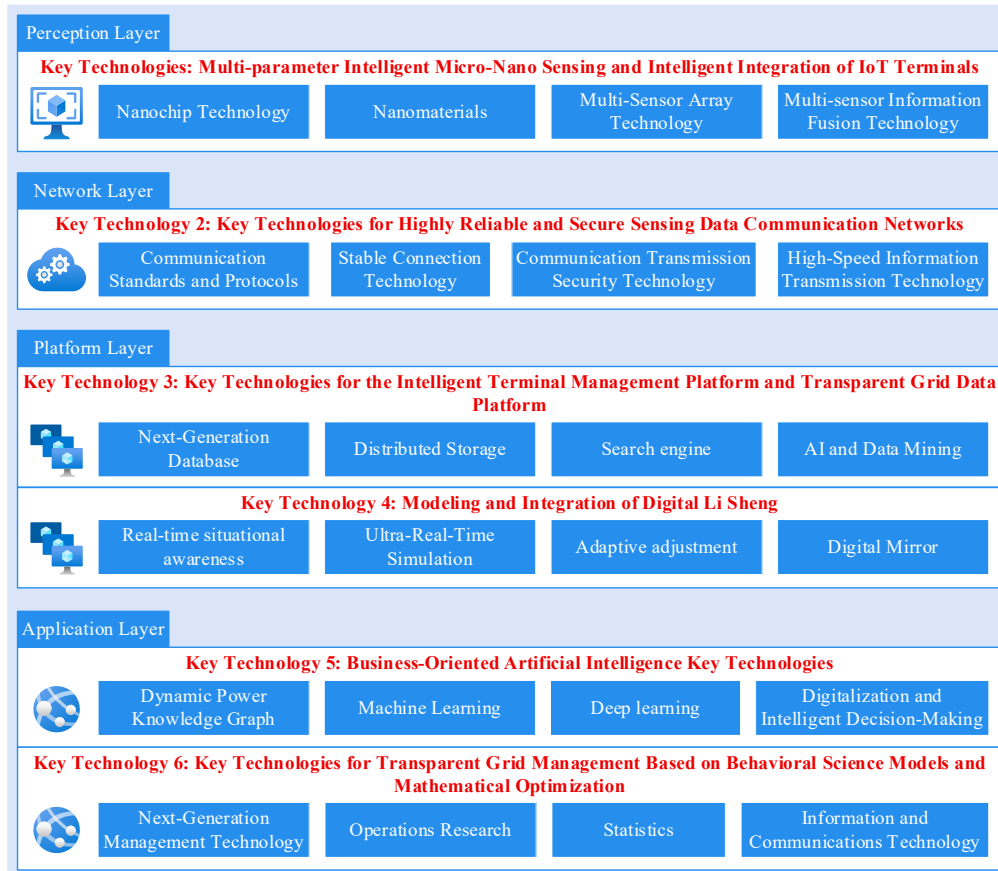 Perception Layer
Key Technologies: Multi-parameter Intelligent Micro-Nano Sensing and Intelligent Integration of IoT Terminals
Nanochip Technology
Nanomaterials
Multi-Sensor Array
Technology
Multi-sensor Information
Fusion Technology
Network Layer
Key Technology 2: Key Technologies for Highly Reliable and Secure Sensing Data Communication Networks
Communication
Standards and Protocols
Stable Connection
Technology
Communication Transmission
Security Technology
High-Speed Information
Transmission Technology
Platform Layer
Key Technology 3: Key Technologies for the Intelligent Terminal Management Platform and Transparent Grid Data
Platform
Next-Generation
Database
Distributed Storage
Search engine
AI and Data Mining
Key Technology 4: Modeling and Integration of Digital Li Sheng
Real-time situational
awareness
Ultra-Real-Time
Simulation
Adaptive adjustment
Digital Mirror
Application Layer
Key Technology 5: Business-Oriented Artificial Intelligence Key Technologies
Dynamic Power
Knowledge Graph
Machine Learning
Deep learning
Digitalization and
Intelligent Decision-Making
Key Technology 6: Key Technologies for Transparent Grid Management Based on Behavioral Science Models and
Mathematical Optimization
Next-Generation
Management Technology
Operations Research
Statistics
Information and
Communications Technology